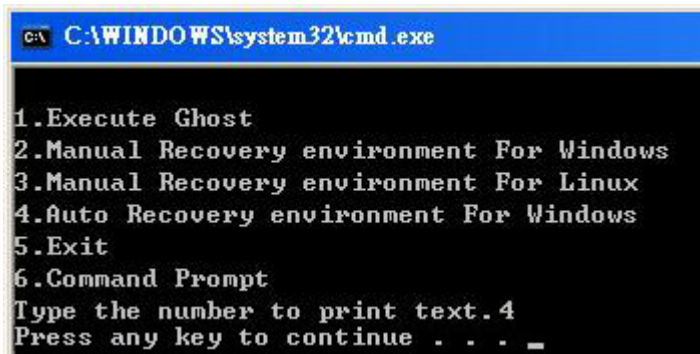 C:\WINDOWS\system32\cmd.exe
1.Execute Ghost
2.Manual Recovery environment For Windows
3.Manual Recovery environment For Linux
4.Auto Recovery environment For Windows
5.Exit
6.Command Prompt
Type the number to print text.4
Press any key to continue . . . _